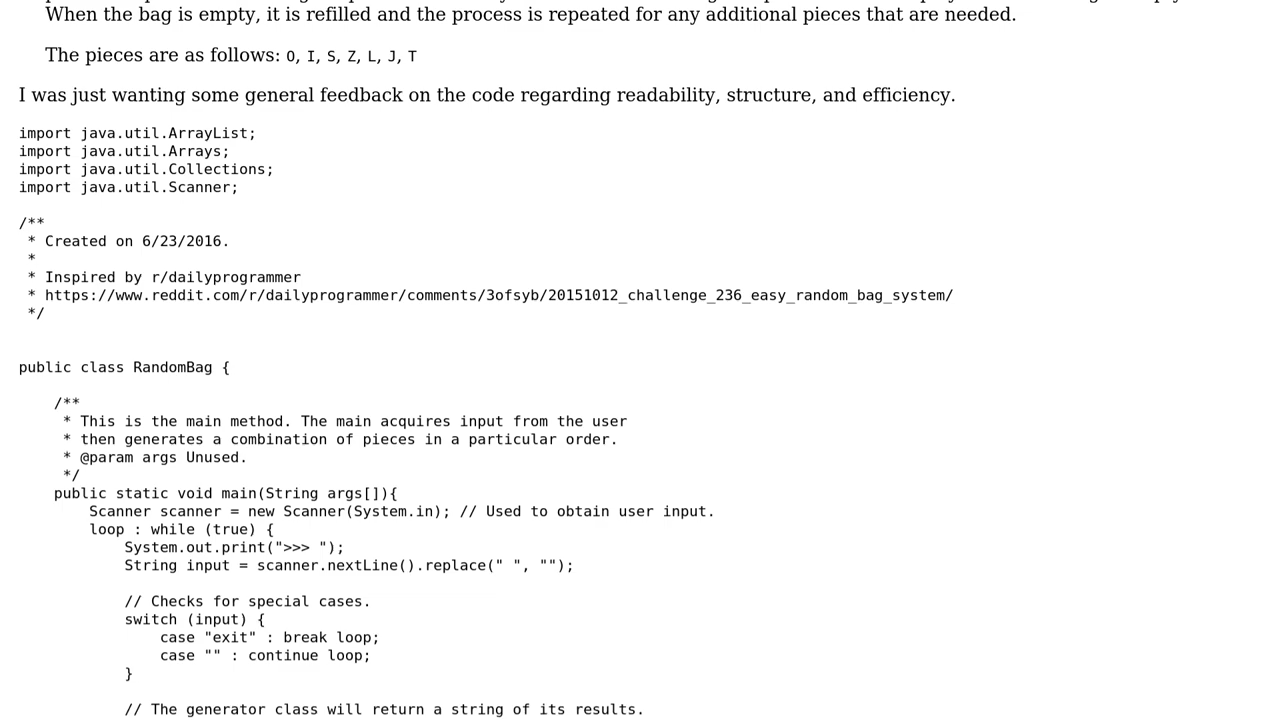 When the bag is empty, it is refilled and the process is repeated for any additional pieces that are needed.
The pieces are as follows: O, I, S, Z, L, J, T
I was just wanting some general feedback on the code regarding readability, structure, and efficiency.
import java.util.ArrayList;
import java.util.Arrays;
import java.util.Collections;
import java.util.Scanner;
/**
 * Created on 6/23/2016.
 *
 * Inspired by r/dailyprogrammer
 * https://www.reddit.com/r/dailyprogrammer/comments/3ofsyb/20151012_challenge_236_easy_random_bag_system/
 */
public class RandomBag {
    /**
     * This is the main method. The main acquires input from the user
     * then generates a combination of pieces in a particular order.
     * @param args Unused.
     */
    public static void main(String args[]){
        Scanner scanner = new Scanner(System.in); // Used to obtain user input.
        loop : while (true) {
            System.out.print(">>> ");
            String input = scanner.nextLine().replace(" ", "");
            // Checks for special cases.
            switch (input) {
                case "exit" : break loop;
                case "" : continue loop;
            }
            // The generator class will return a string of its results.